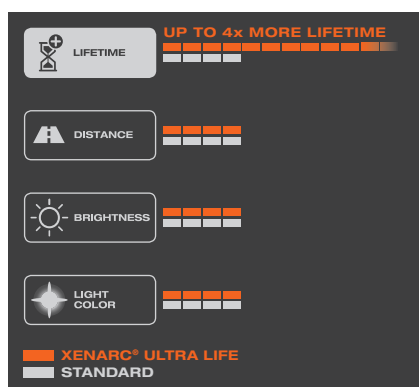 UP TO 4x MORE LIFETIME
LIFETIME
DISTANCE
BRIGHTNESS
LIGHT
COLOR
XENARC® ULTRA LIFE
STANDARD